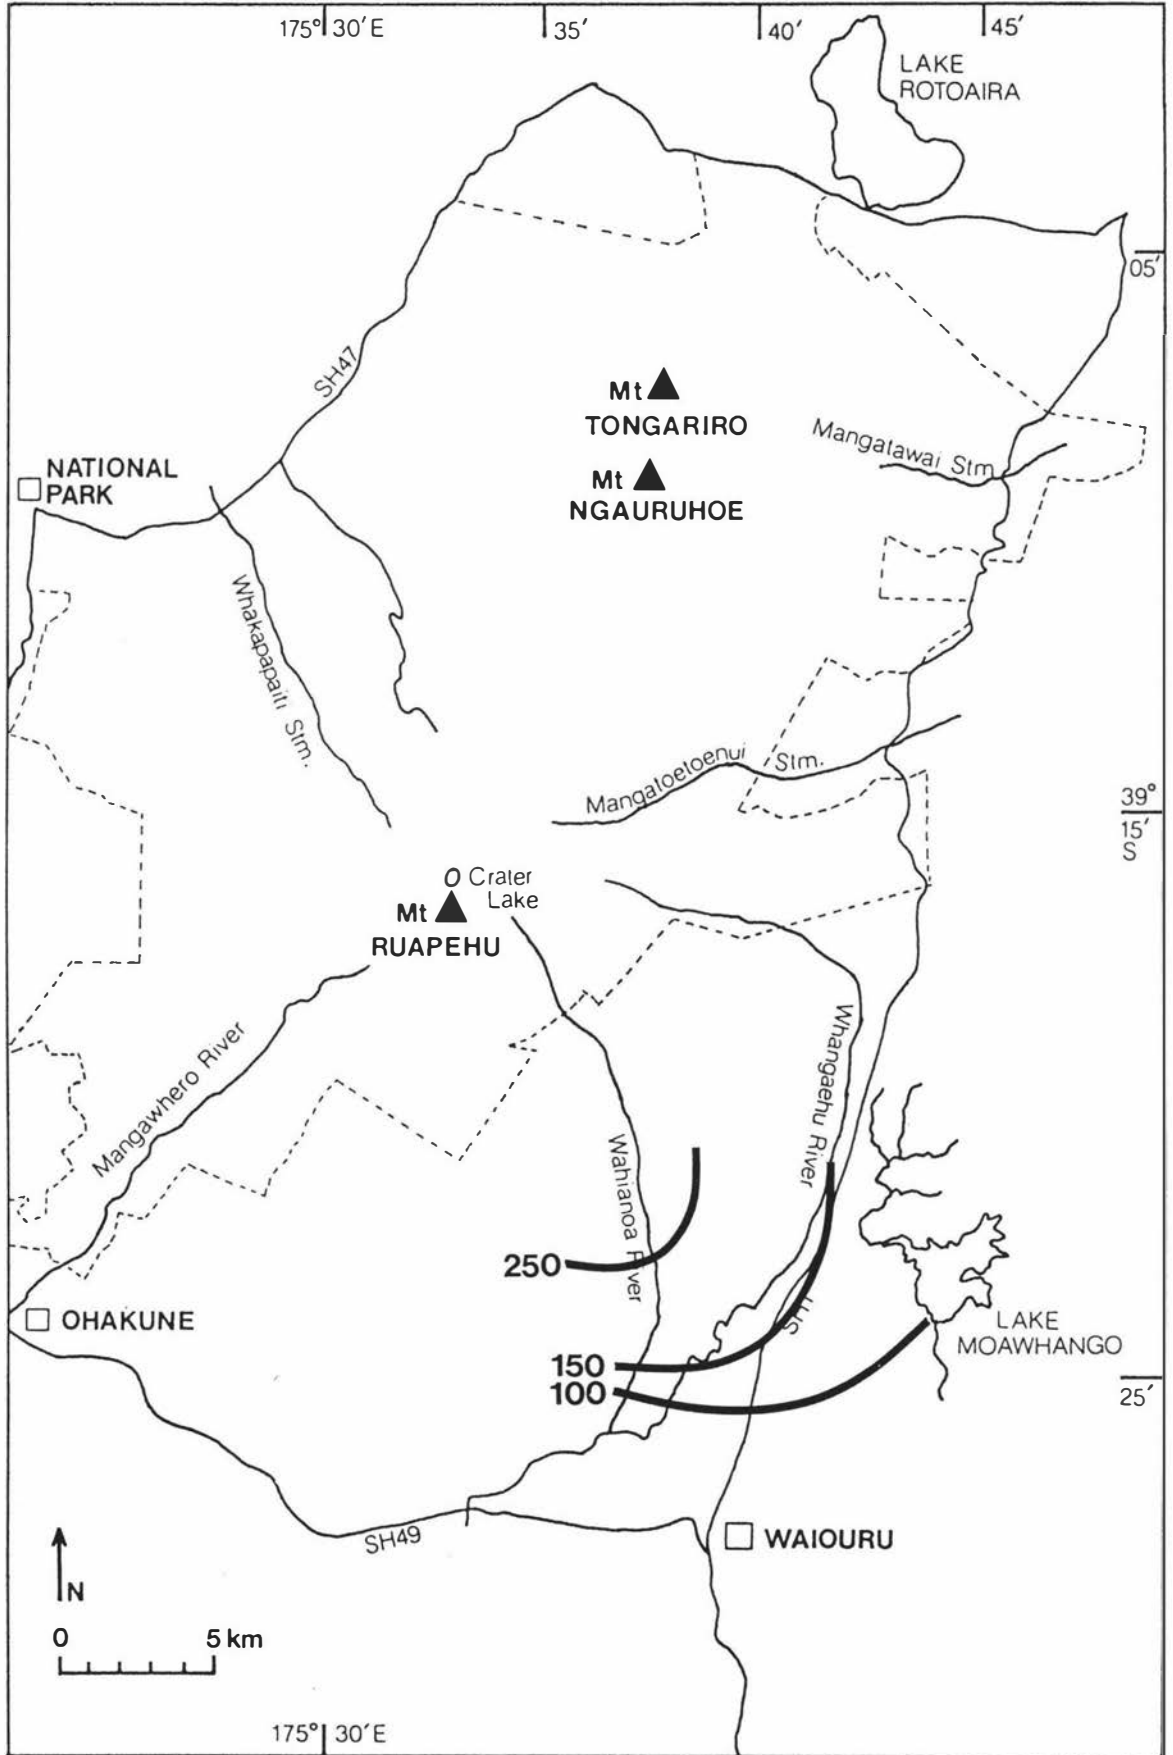 175° 30′ E
35′
40′
45′
LAKE
ROTOAIRA
05′
SH47
Mt
TONGARIRO
Mangatawai Stm.
NATIONAL
PARK
Mt
NGAURUHOE
Whakapapaiti Stm.
Mangatoetoenui Stm.
39°
15′
S
Crater
Lake
Mt
RUAPEHU
Mangawhero River
Whangaehu River
Wahianoa River
250
OHAKUNE
SH1
LAKE
MOAWHANGO
150
100
25′
SH49
WAIOURU
N
0 5 km
175° 30′ E